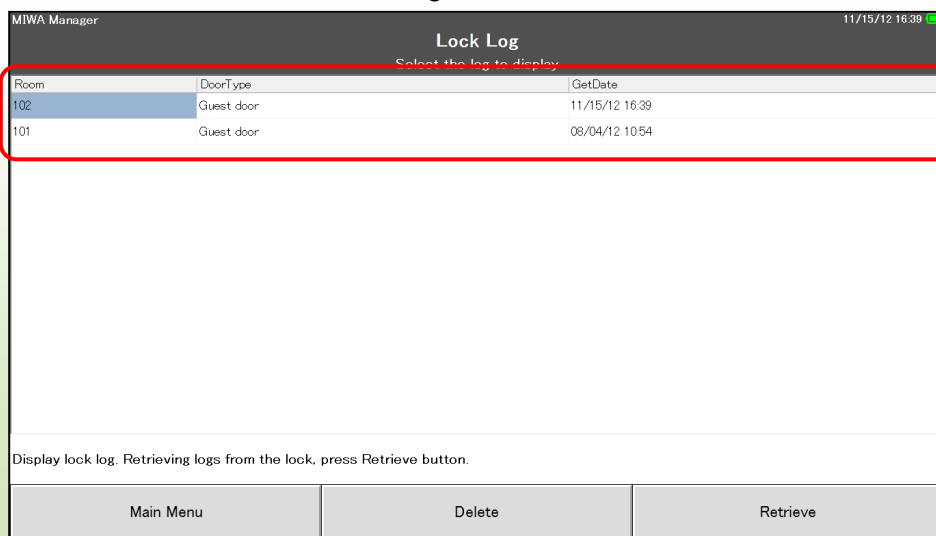 MIWA Manager 11/15/12 16:39
Lock Log
Select the log to display
Room DoorType GetDate
102 Guest door 11/15/12 16:39
101 Guest door 08/04/12 10:54
Display lock log. Retrieving logs from the lock, press Retrieve button.
Main Menu Delete Retrieve